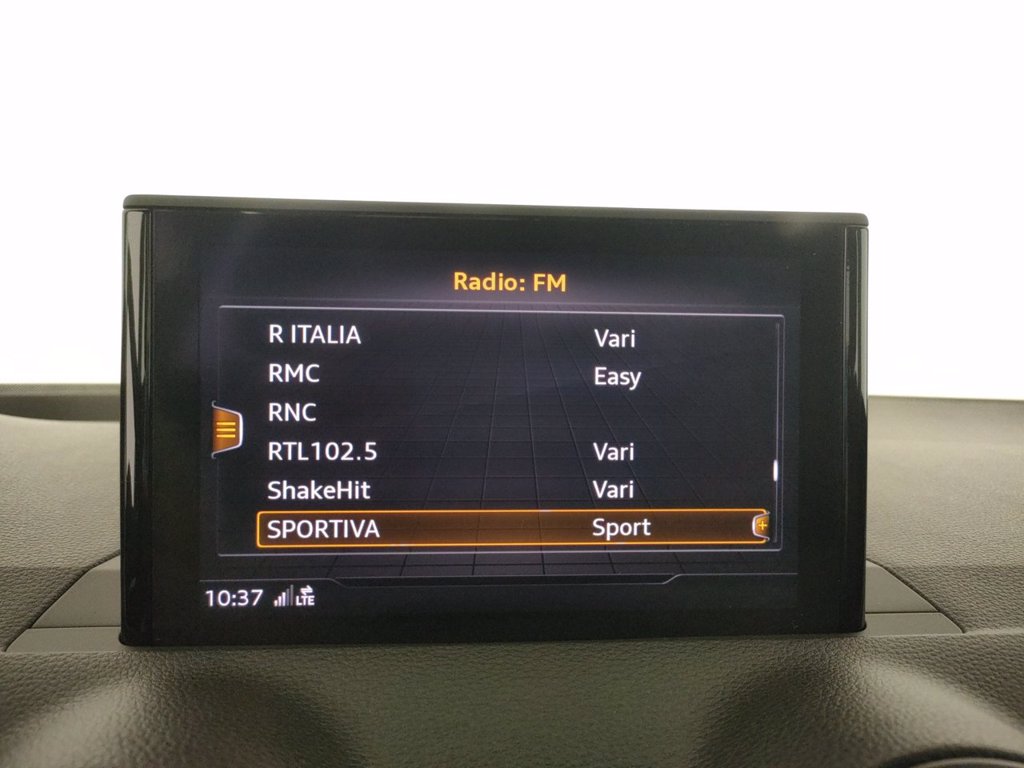 Radio: FM
R ITALIA Vari
RMC Easy
RNC
RTL102.5 Vari
ShakeHit Vari
SPORTIVA Sport
10:37 LTE